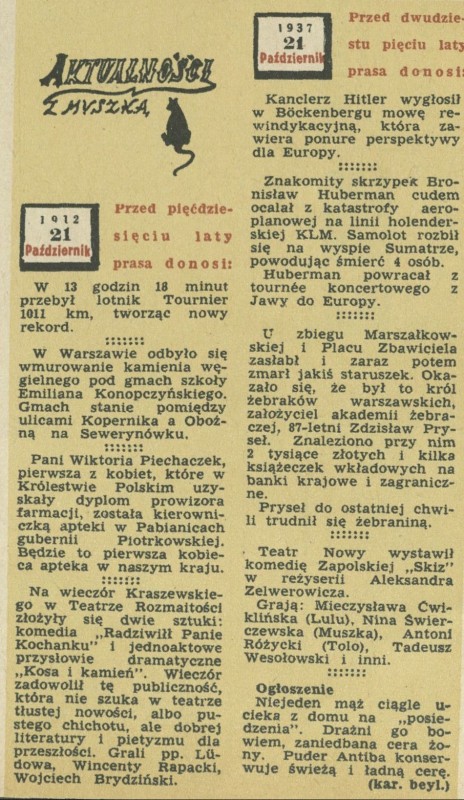 AKTUALNOŚCI
Z MUSZKĄ
1912
21
Październik
Przed pięćdzie-
sięciu laty
prasa donosi:
W 13 godzin 18 minut
przebył lotnik Tournier
1011 km, tworząc nowy
rekord.
W Warszawie odbyło się
wmurowanie kamienia wę-
gielnego pod gmach szkoły
Emiliana Konopczyńskiego.
Gmach stanie pomiędzy
ulicami Kopernika a Oboź-
ną na Sewerynówku.
Pani Wiktoria Piechaczek,
pierwsza z kobiet, które w
Królestwie Polskim uzy-
skały dyplom prowizora
farmacji, została kierowni-
czką apteki w Pabianicach
gubernii Piotrkowskiej.
Będzie to pierwsza kobie-
ca apteka w naszym kraju.
Na wieczór Kraszewskie-
go w Teatrze Rozmaitości
złożyły się dwie sztuki:
komedia „Radziwiłł Panie
Kochanku" i jednoaktowe
przysłowie dramatyczne
„Kosa i kamień". Wieczór
zadowolił tę publiczność,
która nie szuka w teatrze
tłustej nowości, albo pu-
stego chichotu, ale dobrej
literatury i pietyzmu dla
przeszłości. Grali pp. Lü-
dowa, Wincenty Rapacki,
Wojciech Brydziński.
1937
21
Październik
Przed dwudzie-
stu pięciu laty
prasa donosi:
Kanclerz Hitler wygłosił
w Böckenbergu mowę re-
windykacyjną, która za-
wiera ponure perspektywy
dla Europy.
Znakomity skrzypek Bro-
nisław Huberman cudem
ocalał z katastrofy aero-
planowej na linii holender-
skiej KLM. Samolot rozbił
się na wyspie Sumatrze,
powodując śmierć 4 osób.
Huberman powracał z
tournée koncertowego z
Jawy do Europy.
U zbiegu Marszałkow-
skiej i Placu Zbawiciela
zasłabł i zaraz potem
zmarł jakiś staruszek. Oka-
zało się, że był to król
żebraków warszawskich,
założyciel akademii żebra-
czej, 87-letni Zdzisław Pry-
seł. Znaleziono przy nim
2 tysiące złotych i kilka
książeczek wkładowych na
banki krajowe i zagranicz-
ne.
Pryseł do ostatniej chwi-
li trudnił się żebraniną.
Teatr Nowy wystawił
komedię Zapolskiej „Skiz"
w reżyserii Aleksandra
Zelwerowicza.
Grają: Mieczysława Ćwi-
klińska (Lulu), Nina Świer-
czewska (Muszka), Antoni
Różycki (Tolo), Tadeusz
Wesołowski i inni.
Ogłoszenie
Niejeden mąż ciągle u-
cieka z domu na „posie-
dzenia". Drażni go bo-
wiem, zaniedbana cera żo-
ny. Puder Antiba konser-
wuje świeżą i ładną cerę.
(kar. beyl.)